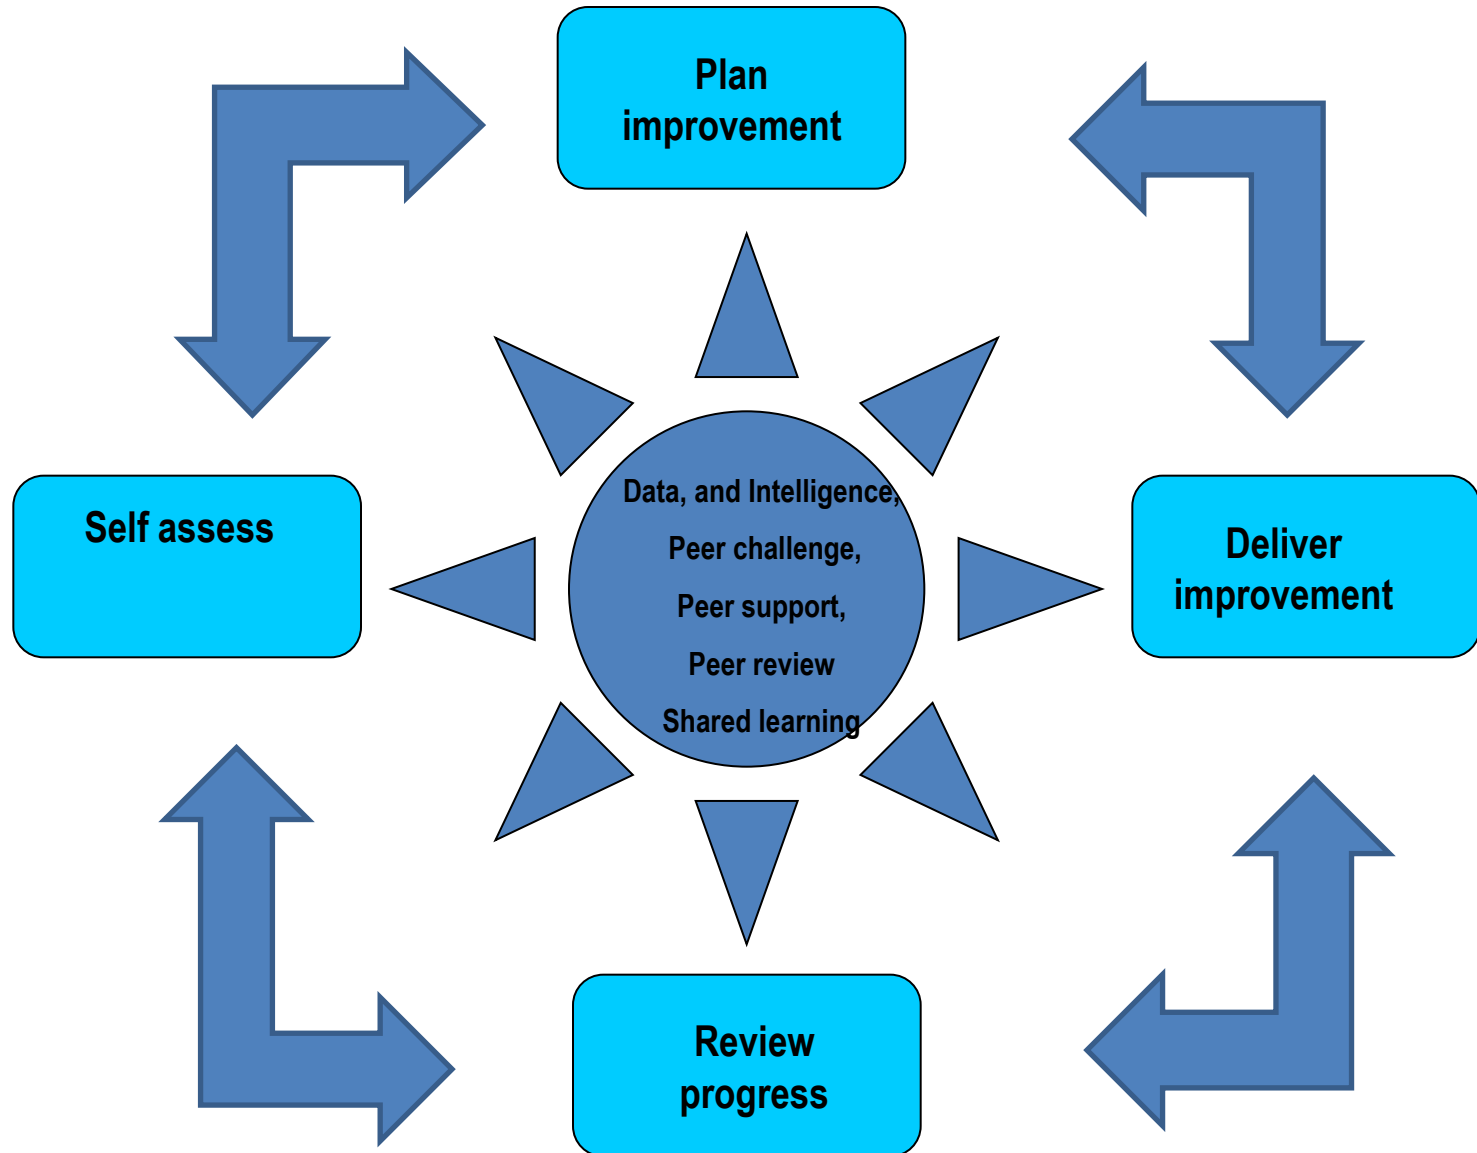 Plan
improvement
Self assess
Data, and Intelligence,
Peer challenge,
Peer support,
Peer review
Shared learning
Deliver
improvement
Review
progress